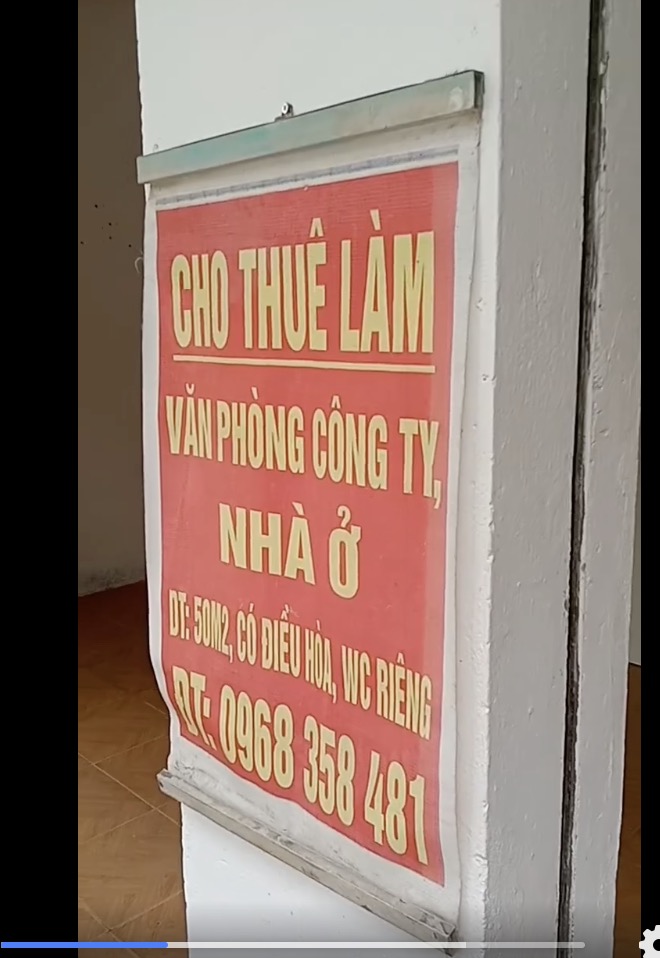 CHO THUÊ LÀM
VĂN PHÒNG CÔNG TY,
NHÀ Ở
DT: 50M2, CÓ ĐIỀU HÒA, WC RIÊNG
ĐT: 0968 358 481